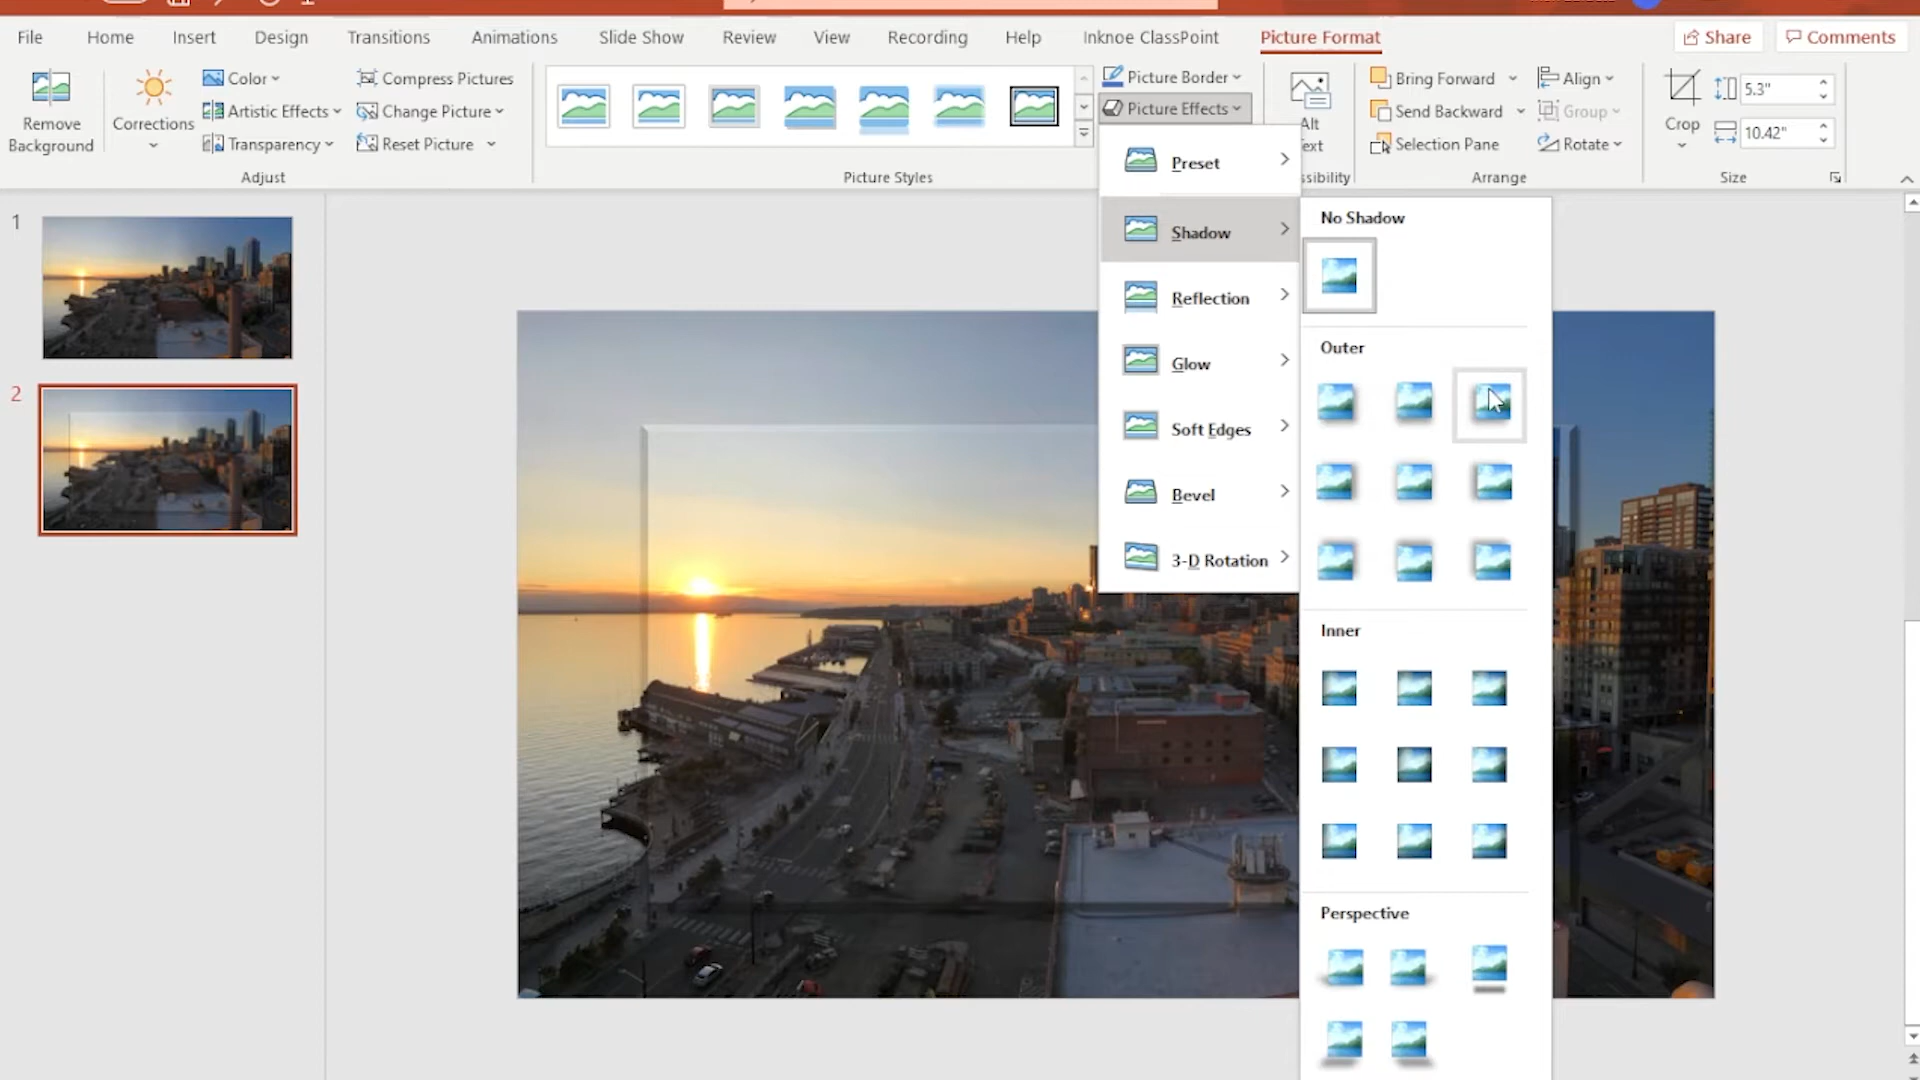 File Home Insert Design Transitions Animations Slide Show Review View Recording Help Inknoe ClassPoint Picture Format Share Comments
Remove Background
Corrections
Color
Artistic Effects
Transparency
Compress Pictures
Change Picture
Reset Picture
Adjust
Picture Styles
Picture Border
Picture Effects
Alt
ext
ssibility
Bring Forward
Send Backward
Selection Pane
Align
Group
Rotate
Arrange
Crop
5.3"
10.42"
Size
1
2
Preset
Shadow
Reflection
Glow
Soft Edges
Bevel
3-D Rotation
No Shadow
Outer
Inner
Perspective